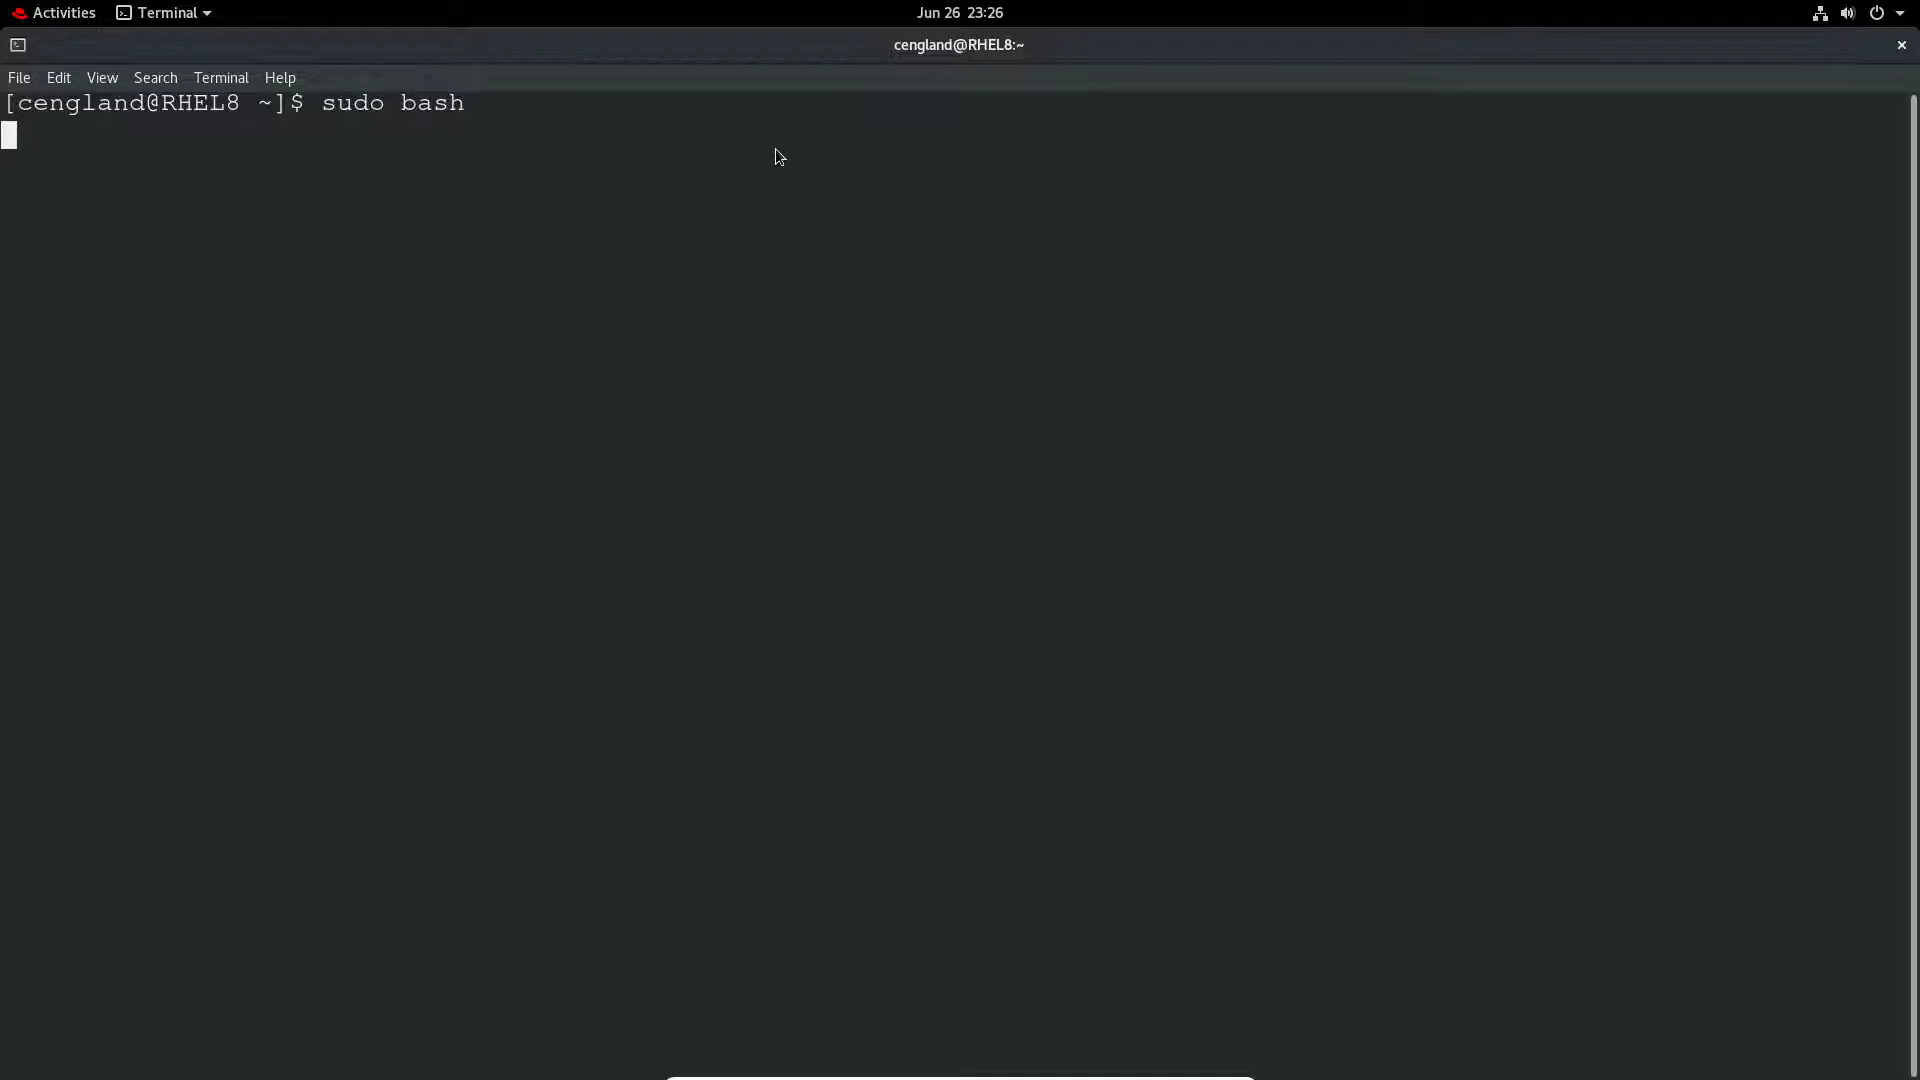 Activities Terminal Jun 26 23:26
cengland@RHEL8:~
File Edit View Search Terminal Help
[cengland@RHEL8 ~]$ sudo bash